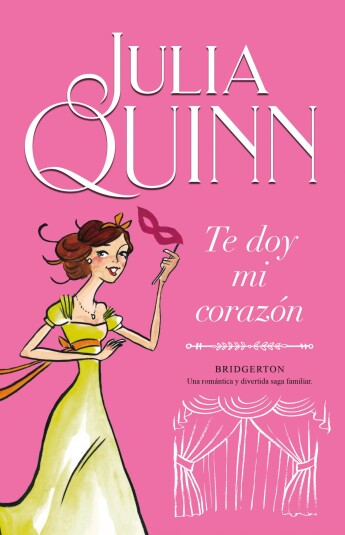 JULIA
QUINN
Te doy
mi
corazón
BRIDGERTON
Una romántica y divertida saga familiar.